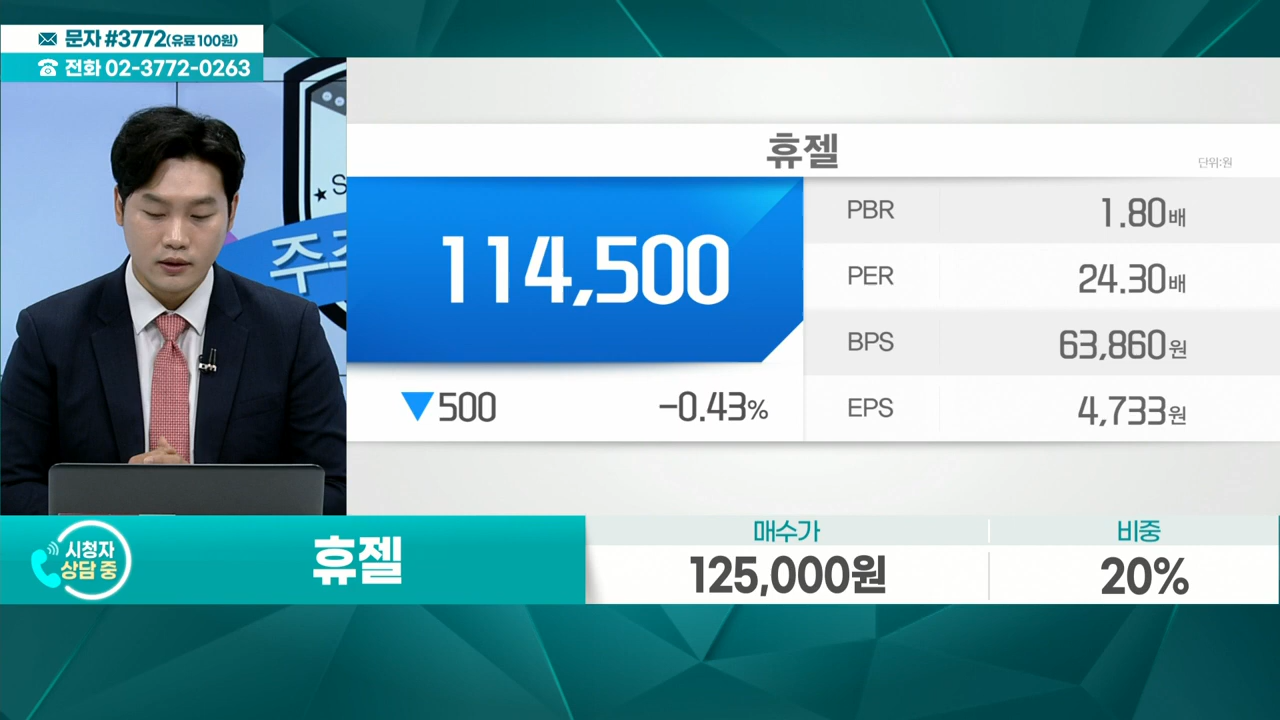 문자 #3772(유료 100원)
전화 02-3772-0263
S
주주
휴젤
단위:원
114,500
▼500 -0.43%
PBR 1.80배
PER 24.30배
BPS 63,860원
EPS 4,733원
시청자
상담 중
휴젤
매수가 비중
125,000원 20%